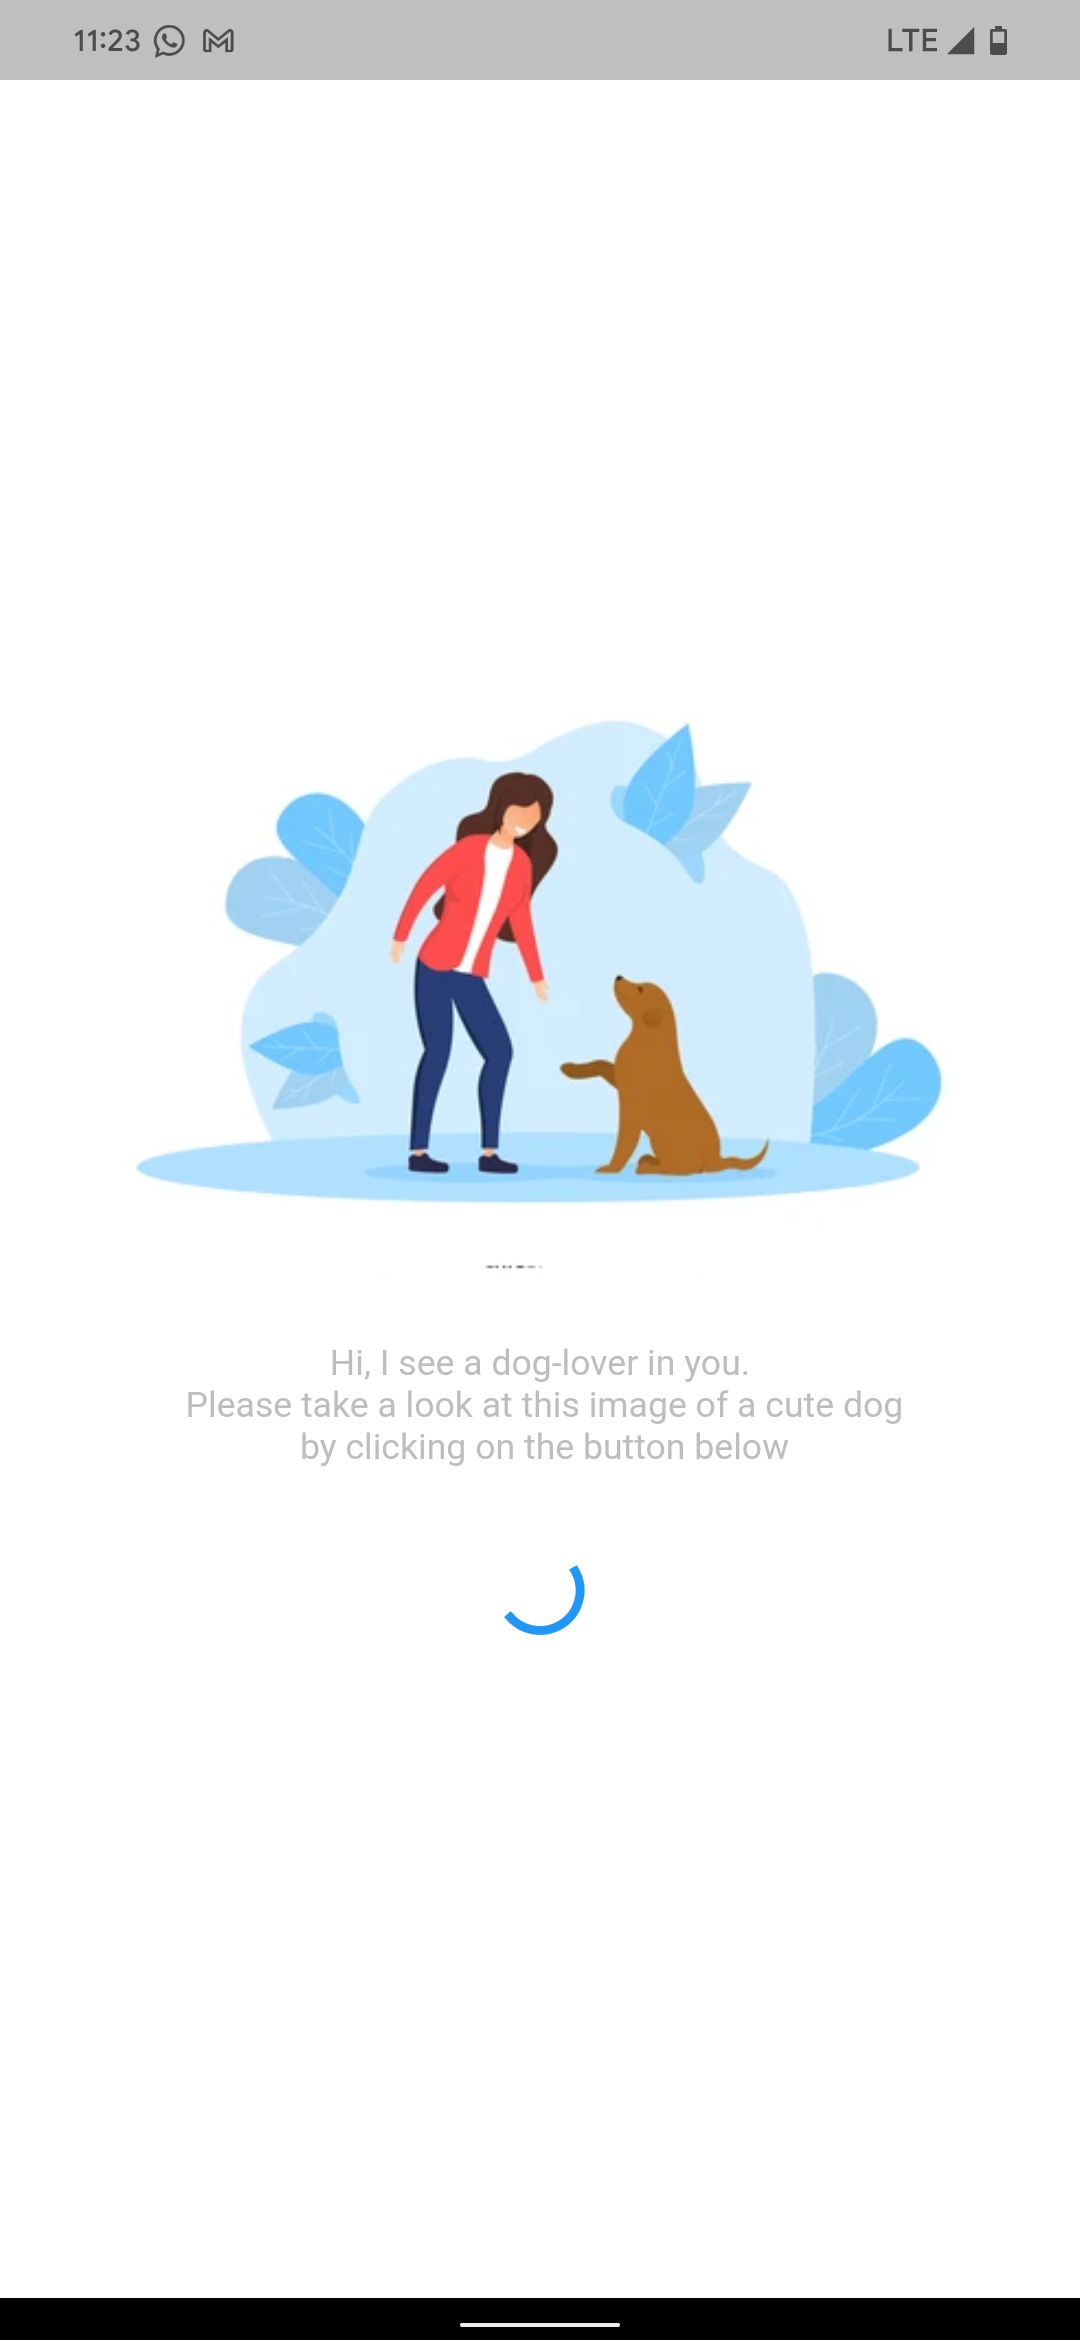 11:23 LTE
Hi, I see a dog-lover in you.
Please take a look at this image of a cute dog
by clicking on the button below